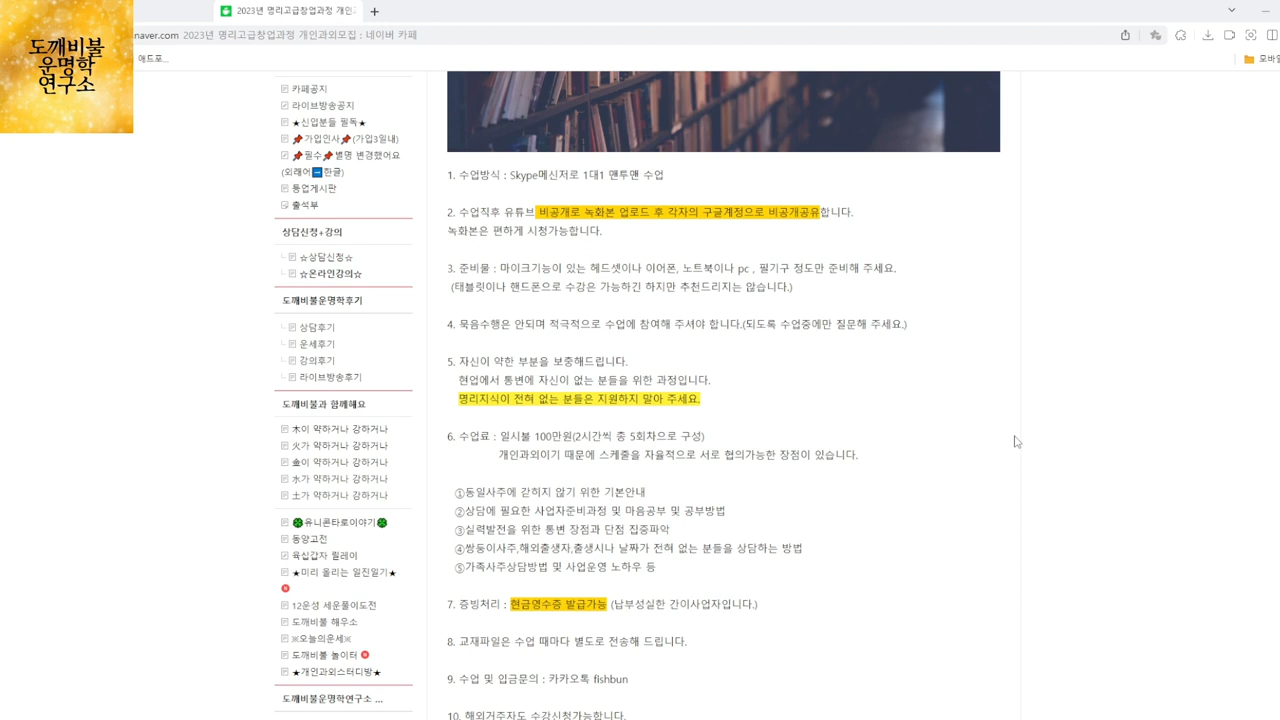 2023년 명리고급창업과정 개인
naver.com 2023년 명리고급창업과정 개인과외모집 : 네이버 카페
도깨비불
운명학
연구소
애드포...
모바일
카페공지
라이브방송공지
★신입분들 필독★
📌가입인사📌(가입3일내)
📌필수📌별명 변경했어요
(외래어➡한글)
등업게시판
출석부
상담신청+강의
☆상담신청☆
☆온라인강의☆
도깨비불운명학후기
상담후기
운세후기
강의후기
라이브방송후기
도깨비불과 함께해요
木이 약하거나 강하거나
火가 약하거나 강하거나
金이 약하거나 강하거나
水가 약하거나 강하거나
土가 약하거나 강하거나
🍀유니콘타로이야기🍀
동양고전
육십갑자 릴레이
★미리 올리는 일진일기★
12운성 세운풀이도전
도깨비불 해우소
※오늘의운세※
도깨비불 놀이터
★개인과외스터디방★
도깨비불운명학연구소 ...
1. 수업방식 : Skype메신저로 1대1 맨투맨 수업
2. 수업직후 유튜브 비공개로 녹화본 업로드 후 각자의 구글계정으로 비공개공유합니다.
녹화본은 편하게 시청가능합니다.
3. 준비물 : 마이크기능이 있는 헤드셋이나 이어폰, 노트북이나 pc , 필기구 정도만 준비해 주세요.
(태블릿이나 핸드폰으로 수강은 가능하긴 하지만 추천드리지는 않습니다.)
4. 묵음수행은 안되며 적극적으로 수업에 참여해 주셔야 합니다.(되도록 수업중에만 질문해 주세요.)
5. 자신이 약한 부분을 보충해드립니다.
현업에서 통변에 자신이 없는 분들을 위한 과정입니다.
명리지식이 전혀 없는 분들은 지원하지 말아 주세요.
6. 수업료 : 일시불 100만원(2시간씩 총 5회차으로 구성)
개인과외이기 때문에 스케줄을 자율적으로 서로 협의가능한 장점이 있습니다.
①동일사주에 갇히지 않기 위한 기본안내
②상담에 필요한 사업자준비과정 및 마음공부 및 공부방법
③실력발전을 위한 통변 장점과 단점 집중파악
④쌍둥이사주,해외출생자,출생시나 날짜가 전혀 없는 분들을 상담하는 방법
⑤가족사주상담방법 및 사업운영 노하우 등
7. 증빙처리 : 현금영수증 발급가능 (납부성실한 간이사업자입니다.)
8. 교재파일은 수업 때마다 별도로 전송해 드립니다.
9. 수업 및 입금문의 : 카카오톡 fishbun
10. 해외거주자도 수강신청가능합니다.